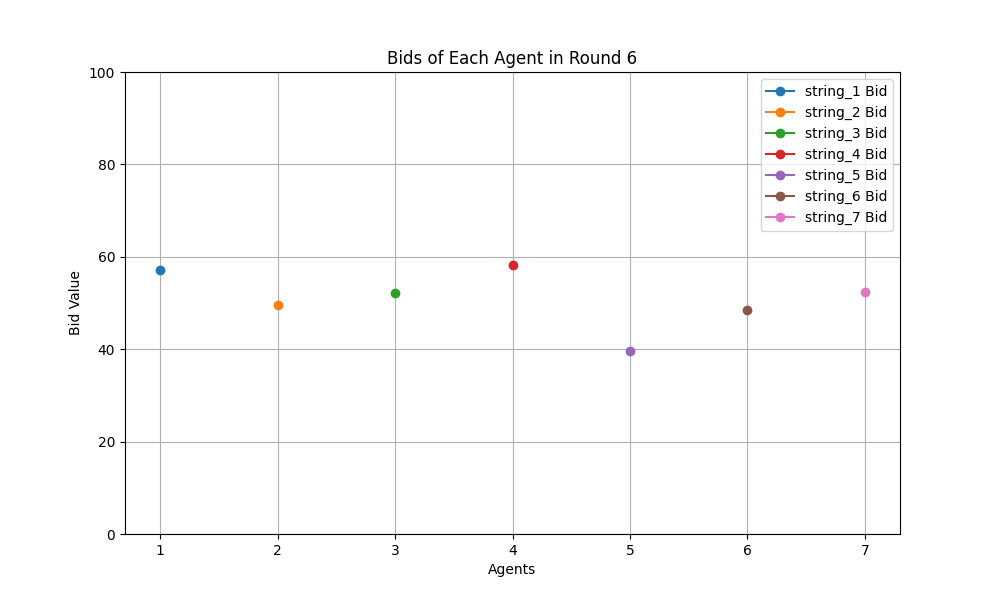 Bids of Each Agent in Round 6
100
80
60
40
20
0
Bid Value
string_1 Bid
string_2 Bid
string_3 Bid
string_4 Bid
string_5 Bid
string_6 Bid
string_7 Bid
1 2 3 4 5 6 7
Agents